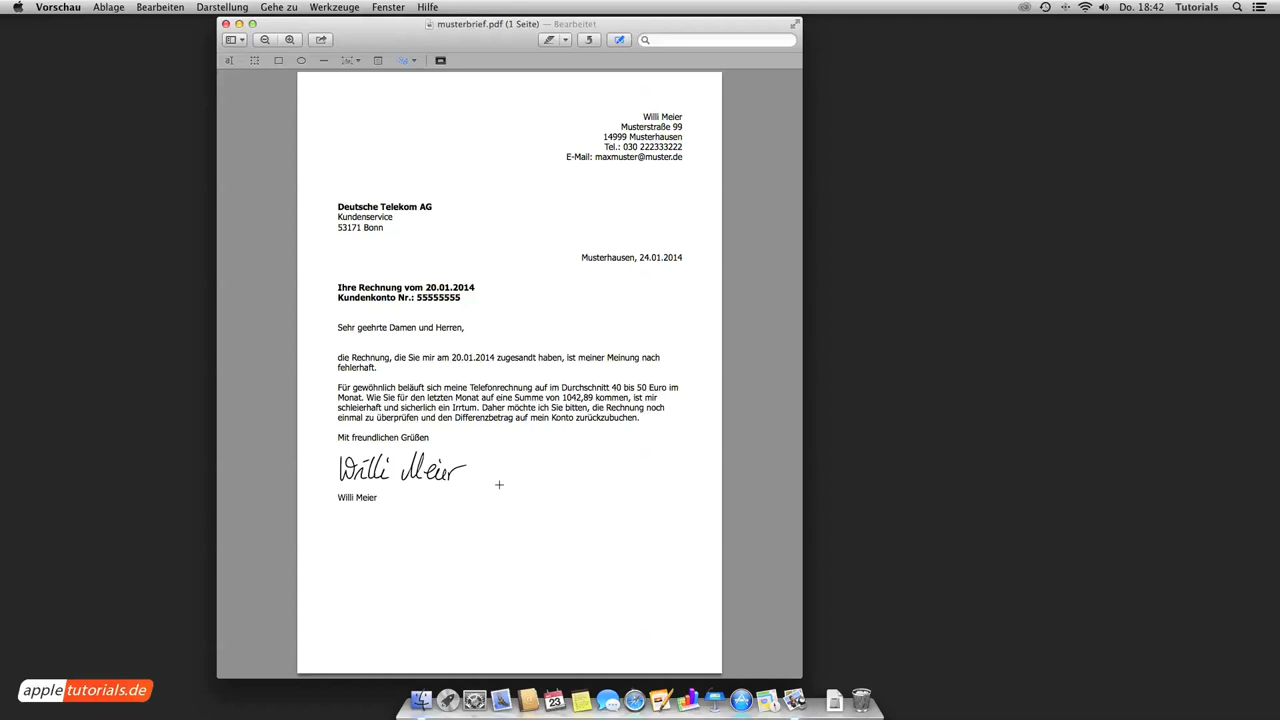 Vorschau Ablage Bearbeiten Darstellung Gehe zu Werkzeuge Fenster Hilfe Do. 18:42 Tutorials
musterbrief.pdf (1 Seite) — Bearbeitet
Willi Meier
Musterstraße 99
14999 Musterhausen
Tel.: 030 222333222
E-Mail: maxmuster@muster.de
Deutsche Telekom AG
Kundenservice
53171 Bonn
Musterhausen, 24.01.2014
Ihre Rechnung vom 20.01.2014
Kundenkonto Nr.: 55555555
Sehr geehrte Damen und Herren,
die Rechnung, die Sie mir am 20.01.2014 zugesandt haben, ist meiner Meinung nach
fehlerhaft.
Für gewöhnlich beläuft sich meine Telefonrechnung auf im Durchschnitt 40 bis 50 Euro im
Monat. Wie Sie für den letzten Monat auf eine Summe von 1042,89 kommen, ist mir
schleierhaft und sicherlich ein Irrtum. Daher möchte ich Sie bitten, die Rechnung noch
einmal zu überprüfen und den Differenzbetrag auf mein Konto zurückzubuchen.
Mit freundlichen Grüßen
Willi Meier
Willi Meier
appletutorials.de
23